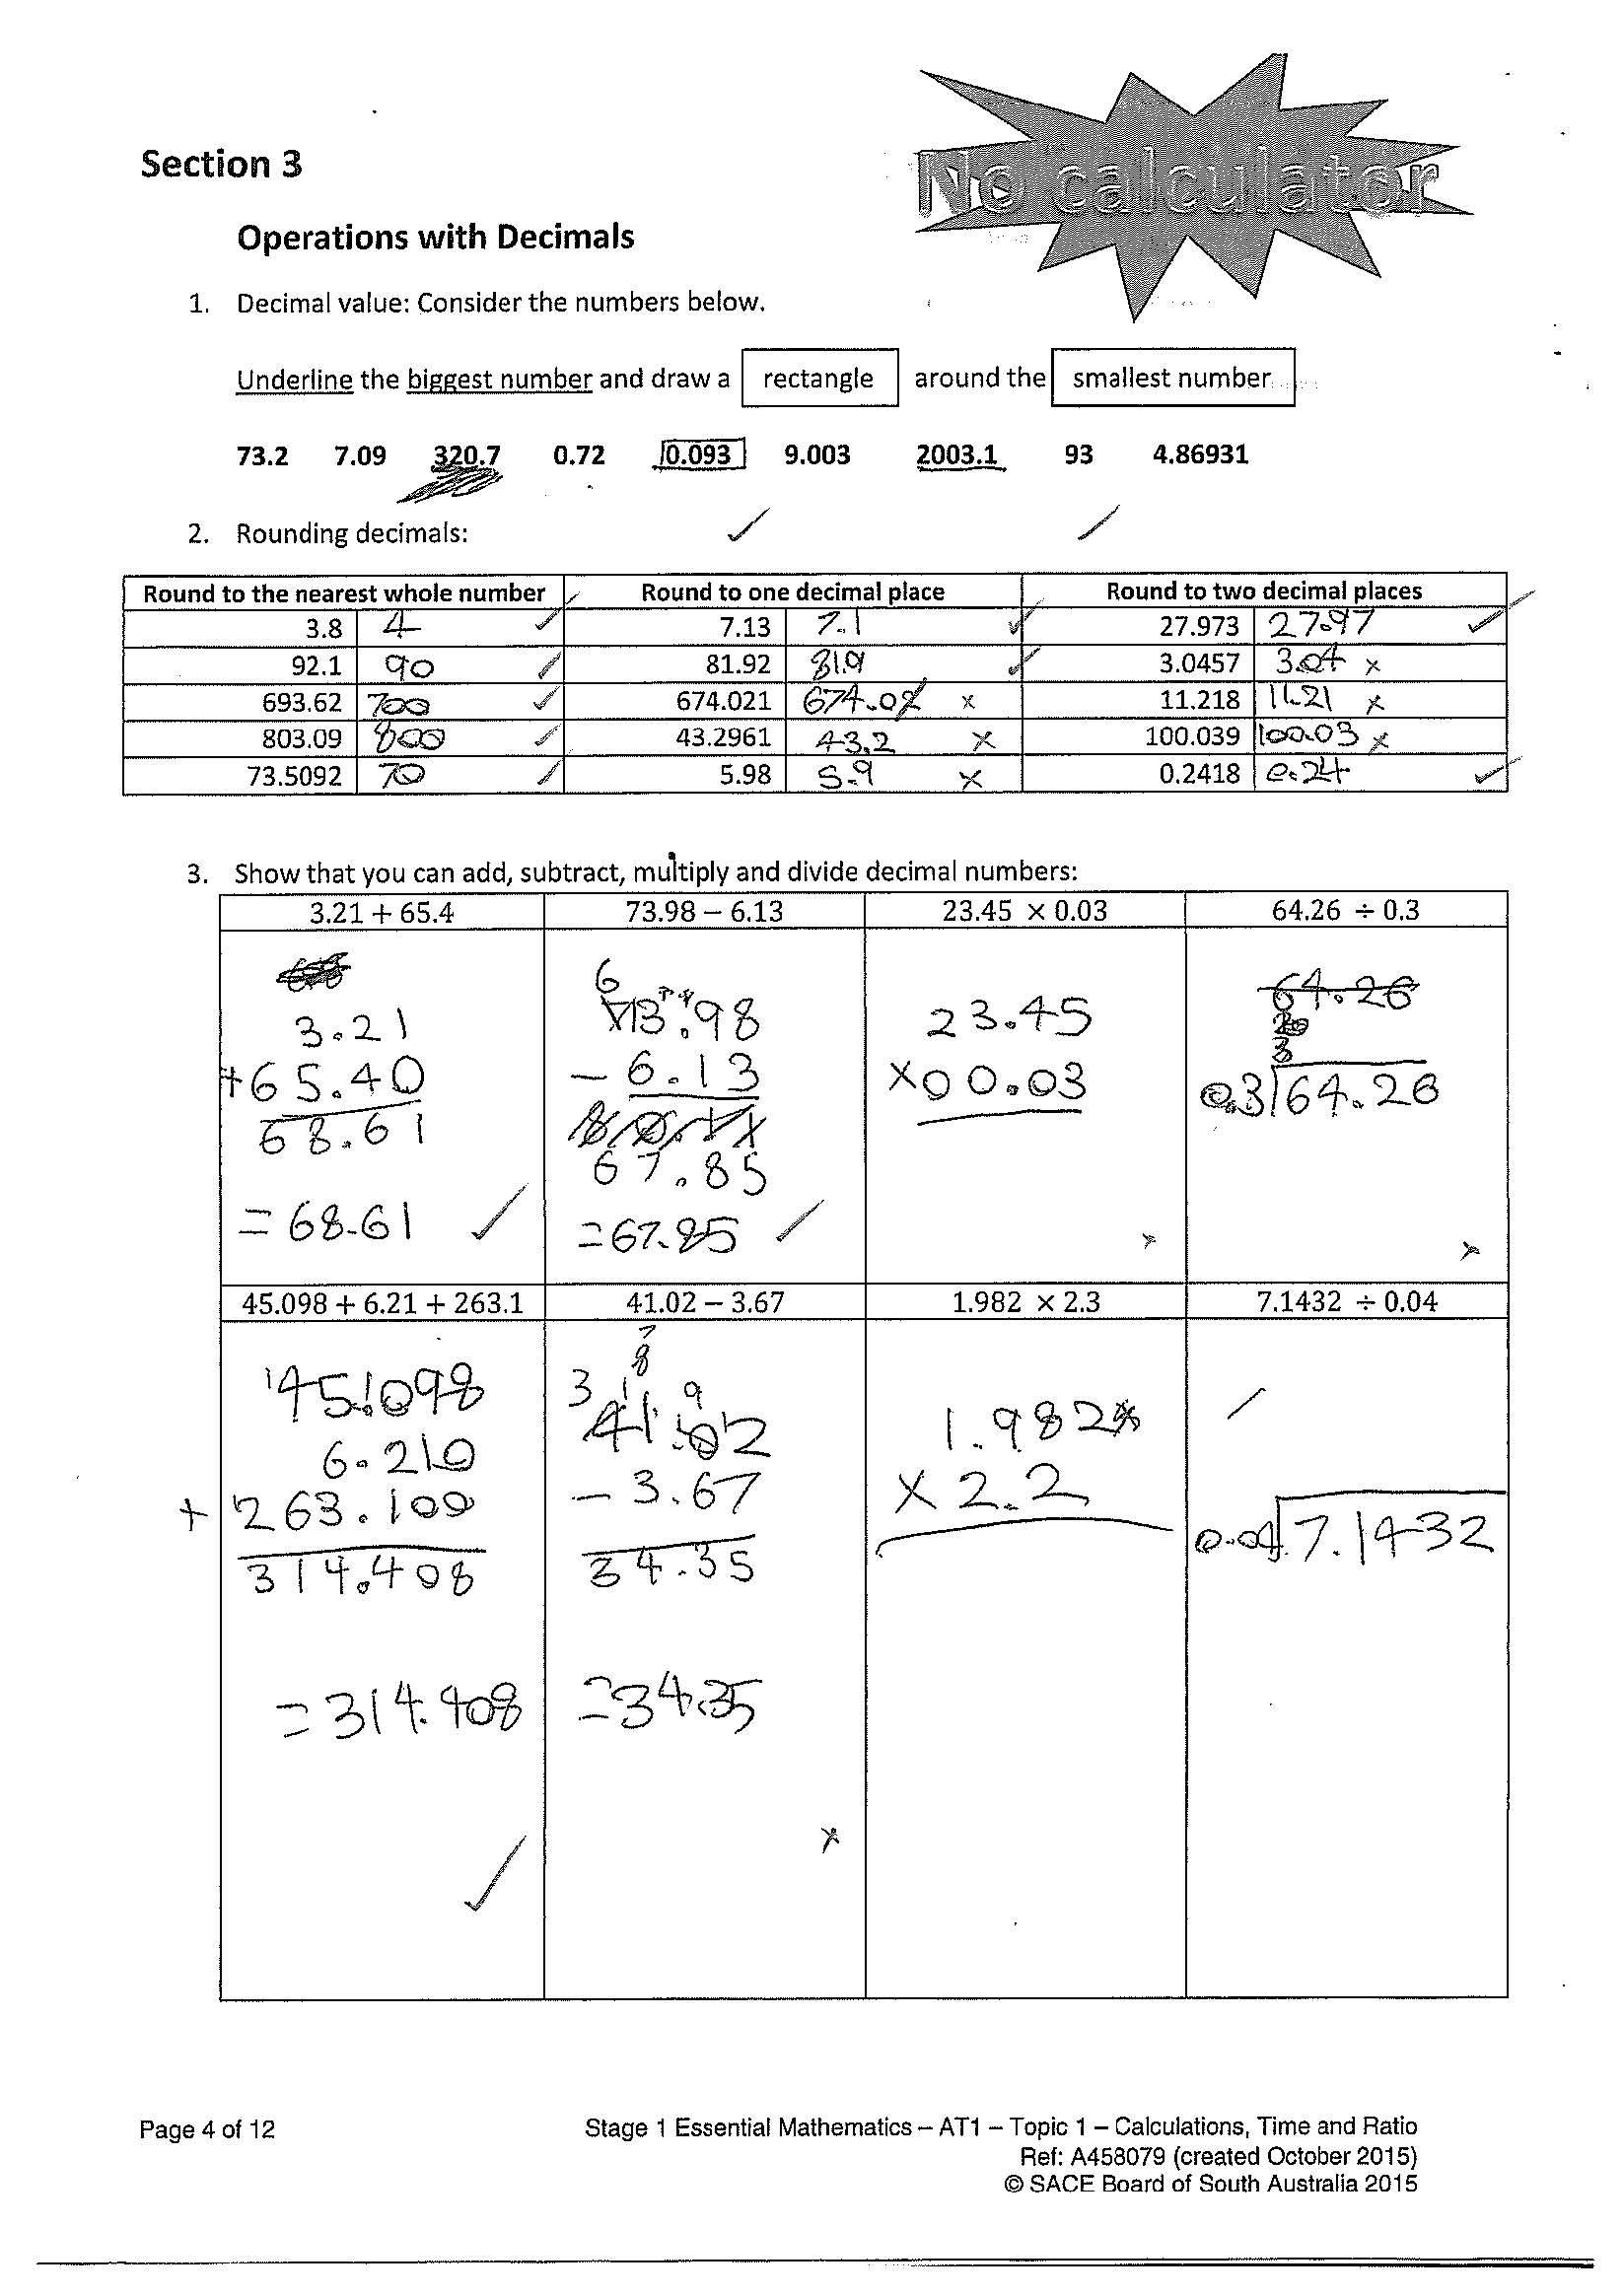 No calculator
Section 3
Operations with Decimals
1. Decimal value: Consider the numbers below.
Underline the biggest number and draw a rectangle around the smallest number
73.2 7.09 320.7 0.72 0.093 9.003 2003.1 93 4.86931
2. Rounding decimals:
Round to the nearest whole number Round to one decimal place Round to two decimal places
3.8 4 7.13 7.1 27.973 27.97
92.1 90 81.92 81.9 3.0457 3.04
693.62 700 674.021 674.02 11.218 11.21
803.09 800 43.2961 43.2 100.039 100.03
73.5092 70 5.98 5.9 0.2418 0.24
3. Show that you can add, subtract, multiply and divide decimal numbers:
3.21 + 65.4 73.98 – 6.13 23.45 × 0.03 64.26 ÷ 0.3
3.21
+65.40
68.61
=68.61
6
73.98
– 6.13
67.85
=67.85
23.45
×00.03
64.26
3
0.3 64.26
45.098 + 6.21 + 263.1 41.02 – 3.67 1.982 × 2.3 7.1432 ÷ 0.04
45.098
6.210
+ 263.100
314.408
=314.408
7
8
3 9
41.02
– 3.67
34.35
=34.35
1.982
× 2.2
0.04 7.1432
Page 4 of 12
Stage 1 Essential Mathematics – AT1 – Topic 1 – Calculations, Time and Ratio
Ref: A458079 (created October 2015)
© SACE Board of South Australia 2015